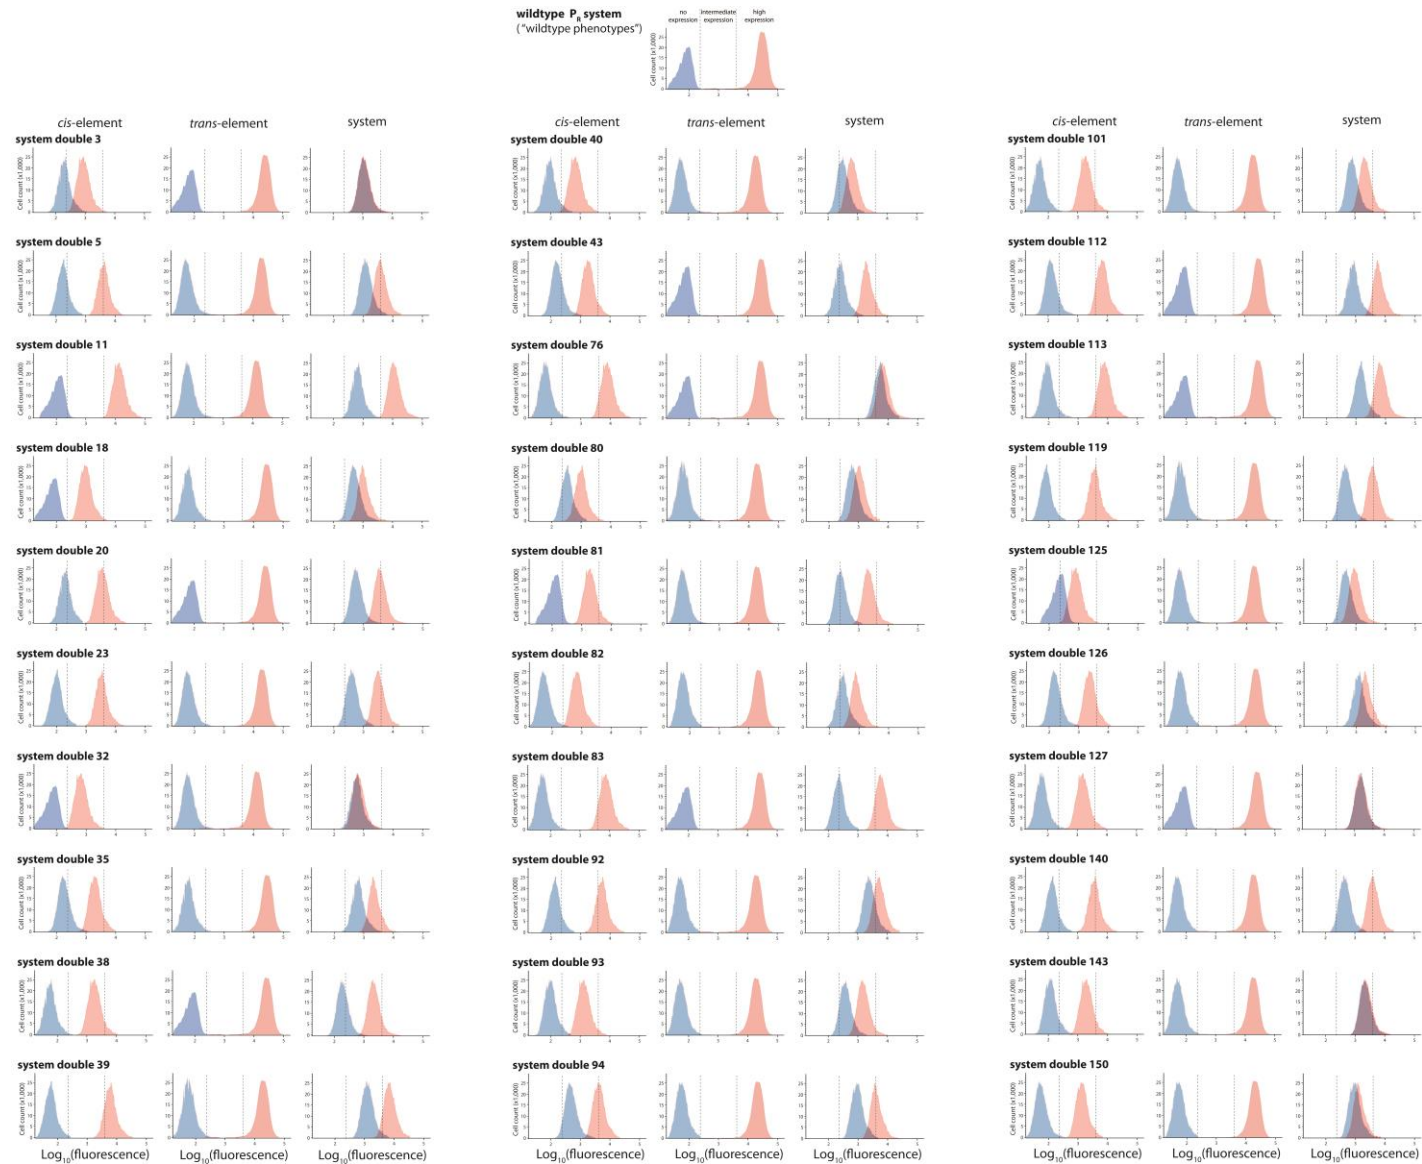 wildtype P_R system
("wildtype phenotypes")
no expression
intermediate expression
high expression
Cell count (x1,000)
cis-element trans-element system
cis-element trans-element system
cis-element trans-element system
system double 3
system double 5
system double 11
system double 18
system double 20
system double 23
system double 32
system double 35
system double 38
system double 39
Log10(fluorescence) Log10(fluorescence) Log10(fluorescence)
system double 40
system double 43
system double 76
system double 80
system double 81
system double 82
system double 83
system double 92
system double 93
system double 94
Log10(fluorescence) Log10(fluorescence) Log10(fluorescence)
system double 101
system double 112
system double 113
system double 119
system double 125
system double 126
system double 127
system double 140
system double 143
system double 150
Log10(fluorescence) Log10(fluorescence) Log10(fluorescence)